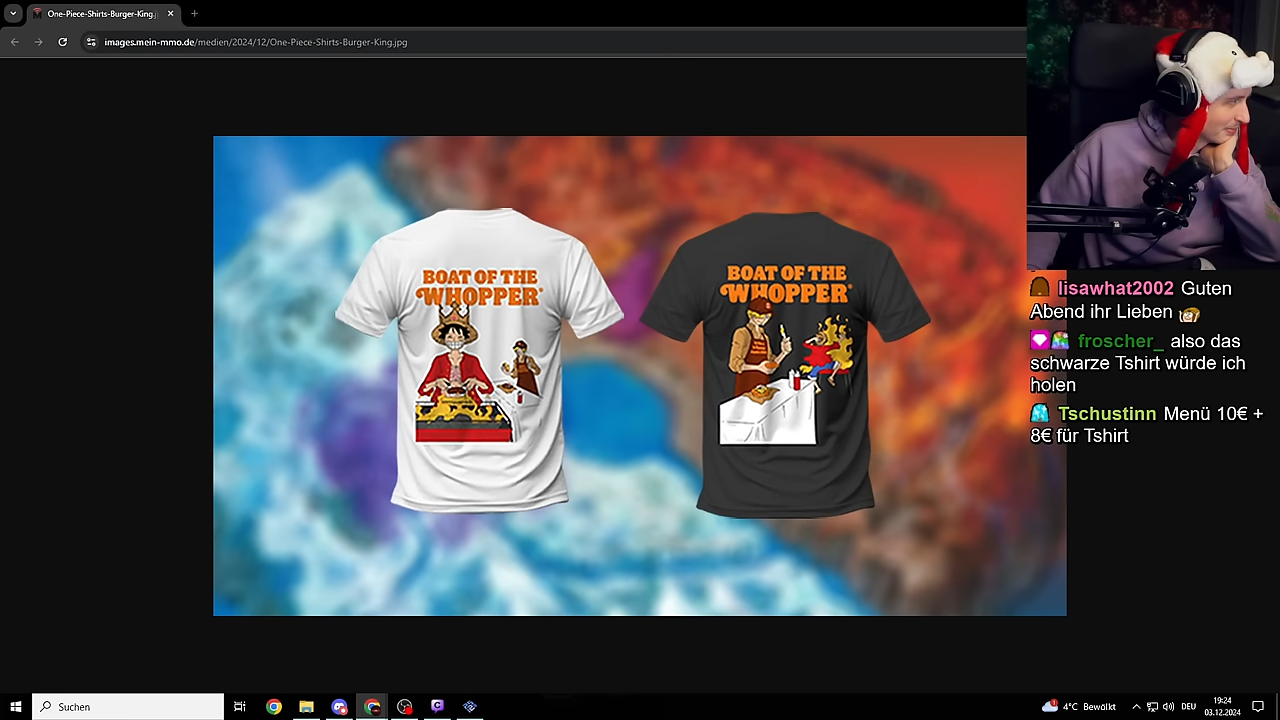 One-Piece-Shirts-Burger-King.j
images.mein-mmo.de/medien/2024/12/One-Piece-Shirts-Burger-King.jpg
BOAT OF THE
WHOPPER®
BOAT OF THE
WHOPPER®
lisawhat2002 Guten
Abend ihr Lieben
froscher_ also das
schwarze Tshirt würde ich
holen
Tschustinn Menü 10€ +
8€ für Tshirt
Suchen
4°C Bewölkt
DEU
19:24
03.12.2024